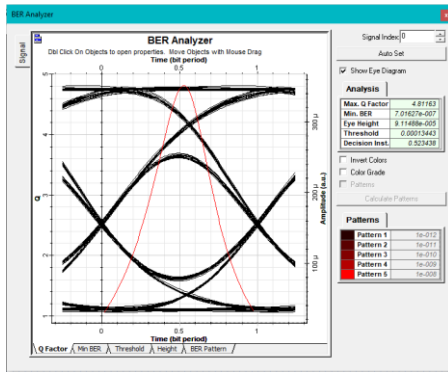 BER Analyzer
Signal
BER Analyzer
Dbl Click On Objects to open properties. Move Objects with Mouse Drag
Time (bit period)
0 0.5 1
5
4
3
2
1
Q
300 µ
200 µ
100 µ
Amplitude (a.u.)
0 0.5 1
Time (bit period)
Q Factor Min BER Threshold Height BER Pattern
Signal Index: 0
Auto Set
Show Eye Diagram
Analysis
Max. Q Factor 4.81163
Min. BER 7.01627e-007
Eye Height 9.11488e-005
Threshold 0.00013443
Decision Inst. 0.523438
Invert Colors
Color Grade
Patterns
Calculate Patterns
Patterns
Pattern 1 1e-012
Pattern 2 1e-011
Pattern 3 1e-010
Pattern 4 1e-009
Pattern 5 1e-008